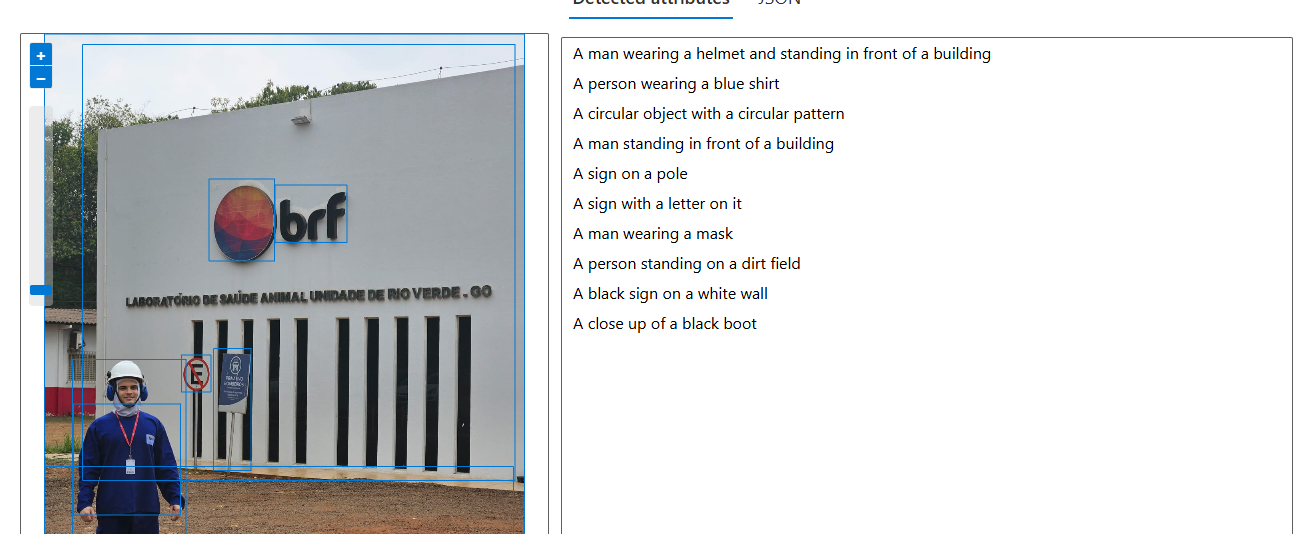 Detected attributes JSON
+
−
A man wearing a helmet and standing in front of a building
A person wearing a blue shirt
A circular object with a circular pattern
A man standing in front of a building
A sign on a pole
A sign with a letter on it
A man wearing a mask
A person standing on a dirt field
A black sign on a white wall
A close up of a black boot
brf
LABORATÓRIO DE SAÚDE ANIMAL UNIDADE DE RIO VERDE . GO
E